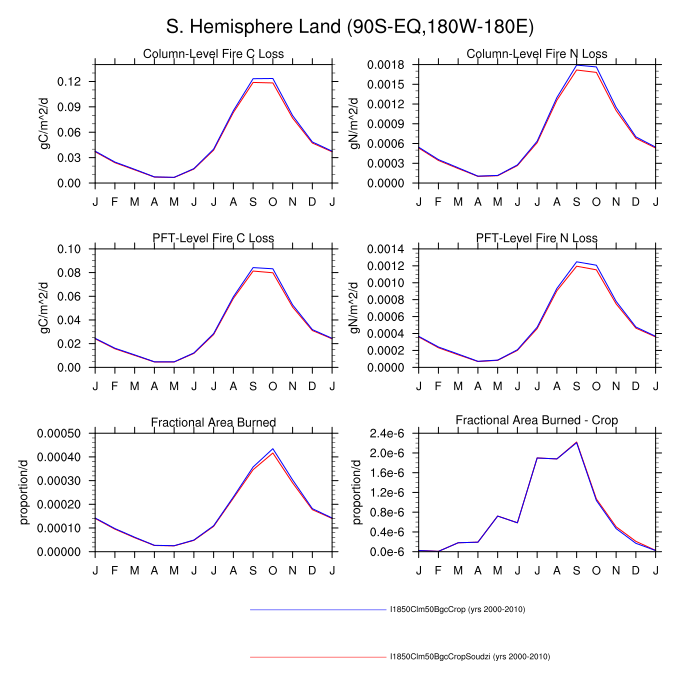 S. Hemisphere Land (90S-EQ,180W-180E)
Column-Level Fire C Loss
gC/m^2/d
0.12
0.09
0.06
0.03
0.00
J F M A M J J A S O N D J
Column-Level Fire N Loss
gN/m^2/d
0.0018
0.0015
0.0012
0.0009
0.0006
0.0003
0.0000
J F M A M J J A S O N D J
PFT-Level Fire C Loss
gC/m^2/d
0.10
0.08
0.06
0.04
0.02
0.00
J F M A M J J A S O N D J
PFT-Level Fire N Loss
gN/m^2/d
0.0014
0.0012
0.0010
0.0008
0.0006
0.0004
0.0002
0.0000
J F M A M J J A S O N D J
Fractional Area Burned
proportion/d
0.00050
0.00040
0.00030
0.00020
0.00010
0.00000
J F M A M J J A S O N D J
Fractional Area Burned - Crop
proportion/d
2.4e-6
2.0e-6
1.6e-6
1.2e-6
0.8e-6
0.4e-6
0.0e-6
J F M A M J J A S O N D J
I1850Clm50BgcCrop (yrs 2000-2010)
I1850Clm50BgcCropSoudzi (yrs 2000-2010)